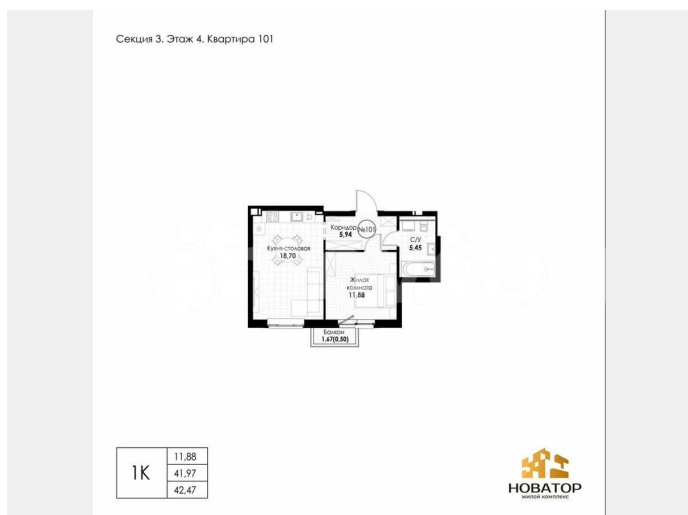 Секция 3. Этаж 4. Квартира 101
Коридор
5,94
№101
С/У
5,45
Кухня-столовая
18,70
Жилая
комната
11,88
Балкон
1,67(0,50)
1К
11,88
41,97
42,47
НОВАТОР
ЖИЛОЙ КОМПЛЕКС